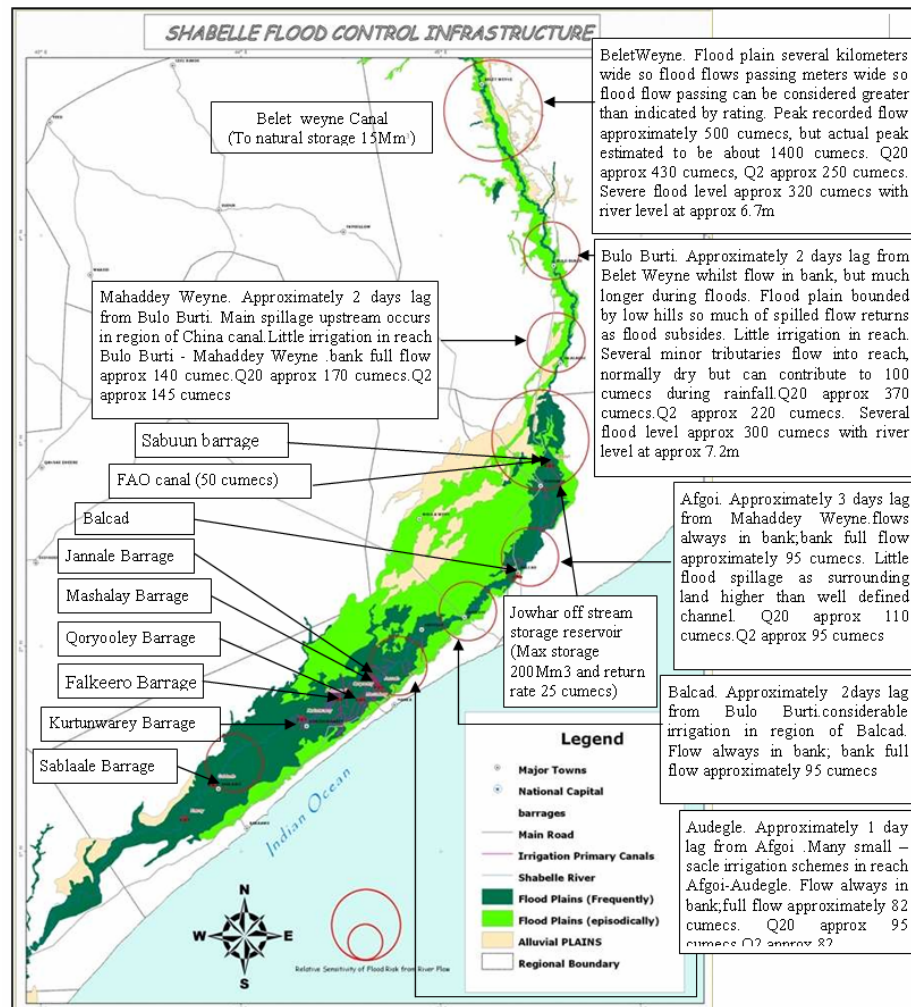 SHABELLE FLOOD CONTROL INFRASTRUCTURE
BeletWeyne. Flood plain several kilometers
wide so flood flows passing meters wide so
flood flow passing can be considered greater
than indicated by rating. Peak recorded flow
approximately 500 cumecs, but actual peak
estimated to be about 1400 cumecs. Q20
approx 430 cumecs, Q2 approx 250 cumecs.
Severe flood level approx 320 cumecs with
river level at approx 6.7m
Belet weyne Canal
(To natural storage 15Mm³)
Bulo Burti. Approximately 2 days lag from
Belet Weyne whilst flow in bank, but much
longer during floods. Flood plain bounded
by low hills so much of spilled flow returns
as flood subsides. Little irrigation in reach.
Several minor tributaries flow into reach,
normally dry but can contribute to 100
cumecs during rainfall.Q20 approx 370
cumecs.Q2 approx 220 cumecs. Several
flood level approx 300 cumecs with river
level at approx 7.2m
Mahaddey Weyne. Approximately 2 days lag
from Bulo Burti. Main spillage upstream occurs
in region of China canal.Little irrigation in reach
Bulo Burti - Mahaddey Weyne .bank full flow
approx 140 cumec.Q20 approx 170 cumecs.Q2
approx 145 cumecs
Sabuun barrage
FAO canal (50 cumecs)
Balcad
Jannale Barrage
Mashalay Barrage
Qoryooley Barrage
Falkeero Barrage
Kurtunwarey Barrage
Sablaale Barrage
Afgoi. Approximately 3 days lag
from Mahaddey Weyne.flows
always in bank;bank full flow
approximately 95 cumecs. Little
flood spillage as surrounding
land higher than well defined
channel. Q20 approx 110
cumecs.Q2 approx 95 cumecs
Jowhar off stream
storage reservoir
(Max storage
200Mm3 and return
rate 25 cumecs)
Balcad. Approximately 2days lag
from Bulo Burti.considerable
irrigation in region of Balcad.
Flow always in bank; bank full
flow approximately 95 cumecs
Audegle. Approximately 1 day
lag from Afgoi .Many small –
sacle irrigation schemes in reach
Afgoi-Audegle. Flow always in
bank;full flow approximately 82
cumecs. Q20 approx 95
cumecs.Q2 approx 82
Indian Ocean
Legend
Major Towns
National Capital
barrages
Main Road
Irrigation Primary Canals
Shabelle River
Flood Plains (Frequently)
Flood Plains (episodically)
Alluvial PLAINS
Regional Boundary
N
W
E
S
Relative Sensitivity of Flood Risk from River Flow